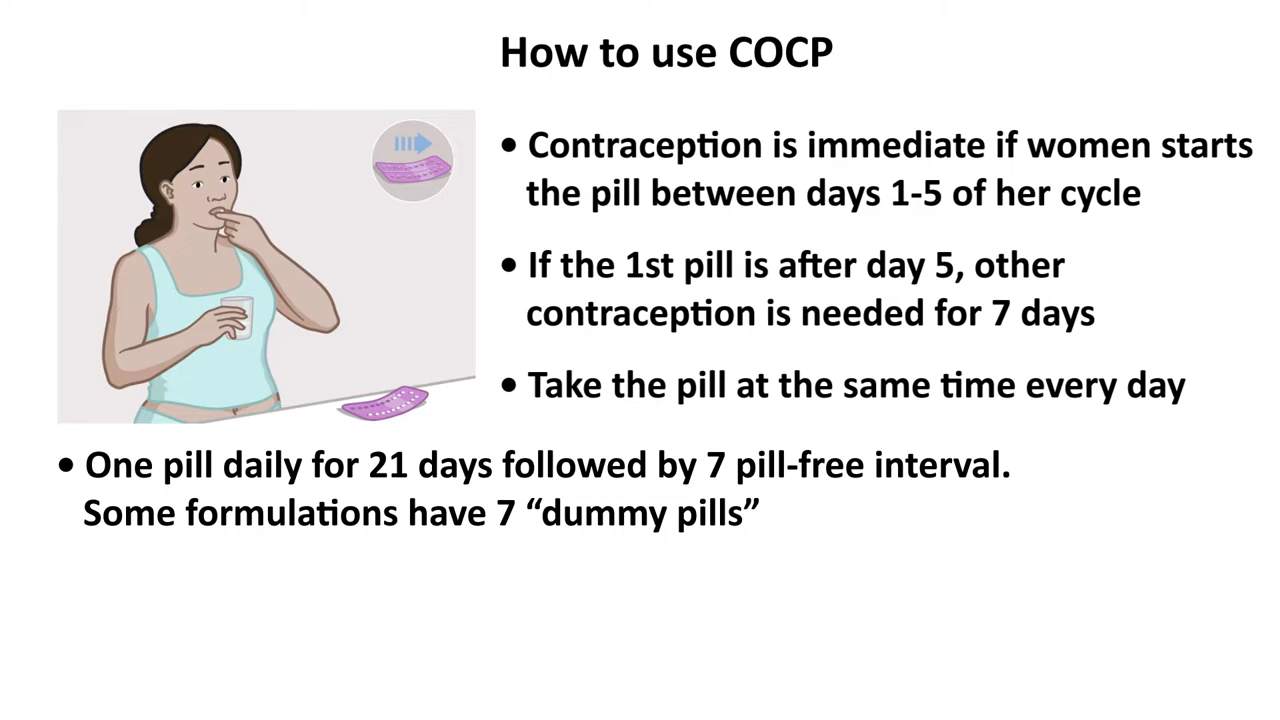 How to use COCP
• Contraception is immediate if women starts
the pill between days 1-5 of her cycle
• If the 1st pill is after day 5, other
contraception is needed for 7 days
• Take the pill at the same time every day
• One pill daily for 21 days followed by 7 pill-free interval.
Some formulations have 7 “dummy pills”